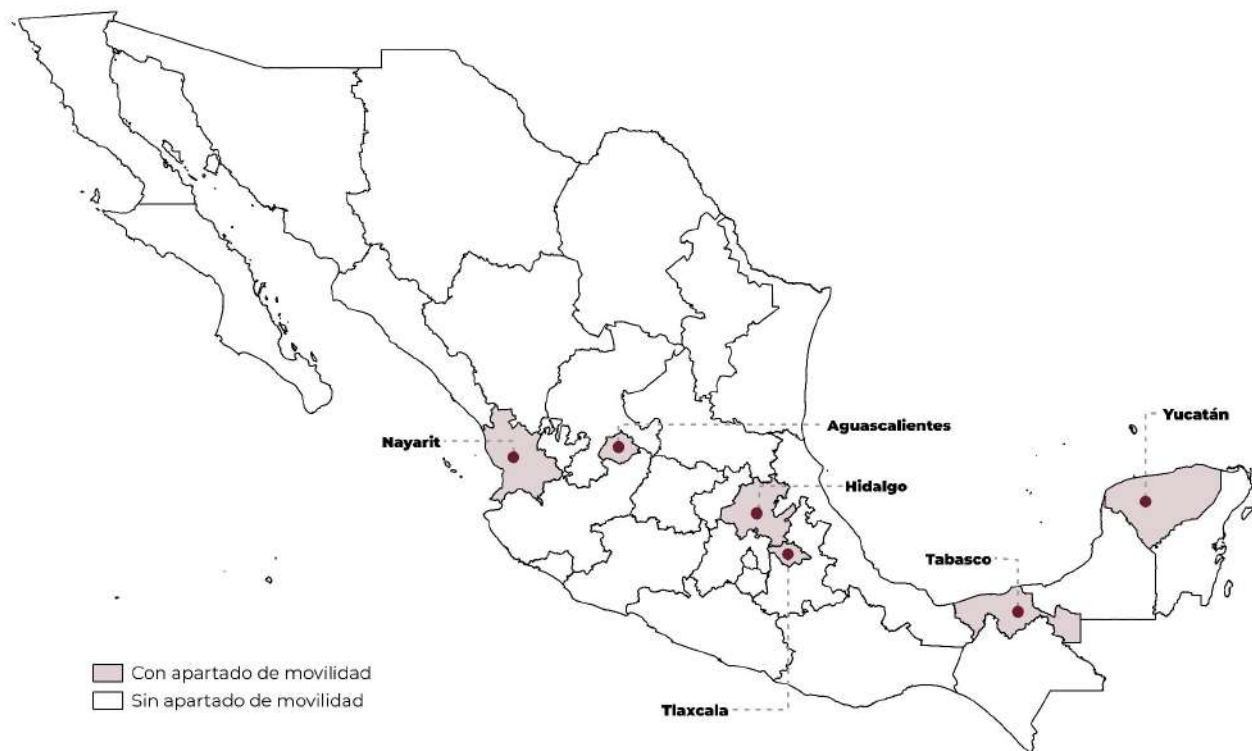 Yucatán
Aguascalientes
Nayarit
Hidalgo
Tabasco
Con apartado de movilidad
Sin apartado de movilidad
Tlaxcala